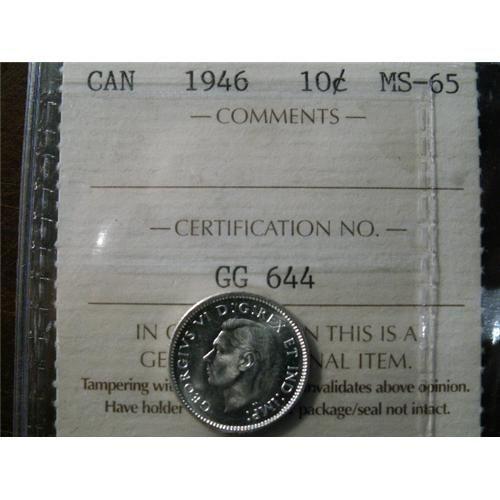 CAN 1946 10¢ MS-65
— COMMENTS —
— CERTIFICATION NO. —
GG 644
IN THIS IS A
GE NAL ITEM.
Tampering wi nvalidates above opinion.
Have holder package/seal not intact.
GEORGIVS VI D:G:REX ET IND:IMP: